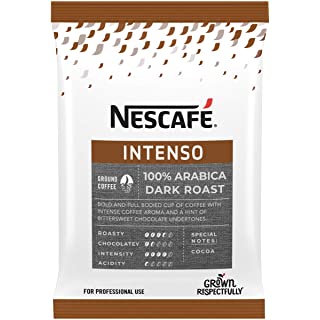 NESCAFÉ
INTENSO
GROUND
COFFEE
100% ARABICA
DARK ROAST
BOLD AND FULL BODIED CUP OF COFFEE WITH
INTENSE COFFEE AROMA AND A HINT OF
BITTERSWEET CHOCOLATE UNDERTONES.
ROASTY
CHOCOLATEY
INTENSITY
ACIDITY
SPECIAL
NOTES:
COCOA
FOR PROFESSIONAL USE
GROWN
RESPECTFULLY